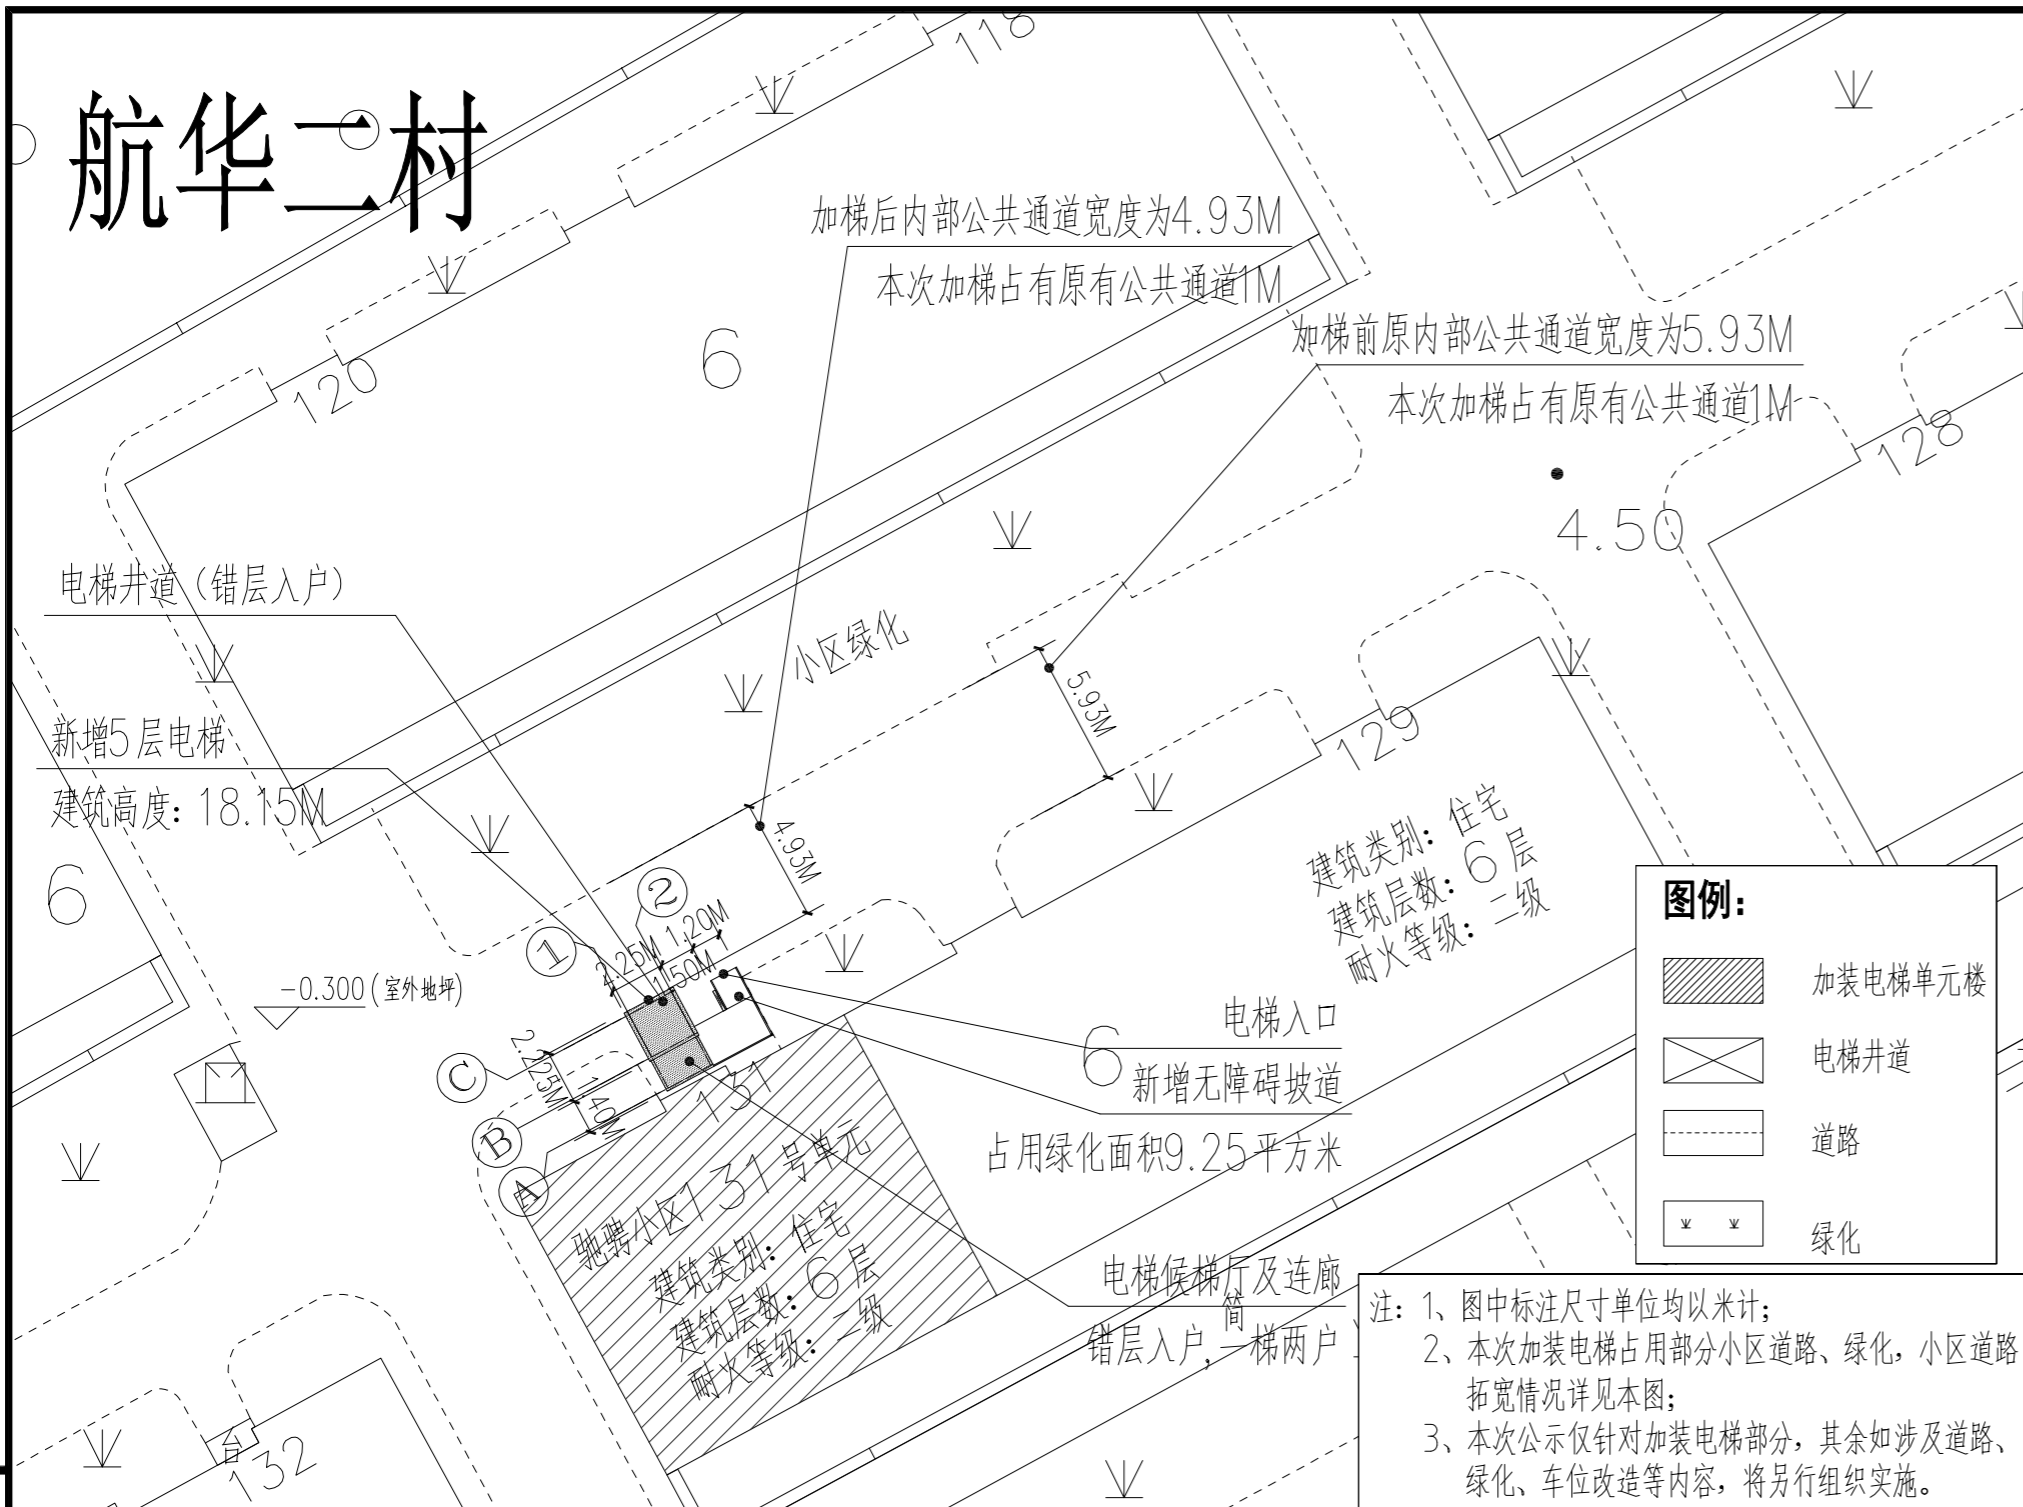 航华二村
118
加梯后内部公共通道宽度为4.93M
本次加梯占有原有公共通道1M
加梯前原内部公共通道宽度为5.93M
本次加梯占有原有公共通道1M
6
120
128
4.50
电梯井道（错层入户）
小区绿化
5.93M
新增5层电梯
建筑高度：18.15M
129
4.93M
6
建筑类别：住宅
建筑层数：6层
耐火等级：二级
2
1
1.20M
2.25M
1.50M
-0.300(室外地坪)
C
B
A
2.225M
1.40M
131
电梯入口
6
新增无障碍坡道
占用绿化面积9.25平方米
驰骋小区131号单元
建筑类别：住宅
建筑层数：6层
耐火等级：二级
电梯候梯厅及连廊
简
错层入户,一梯两户
台
132
图例：
加装电梯单元楼
电梯井道
道路
绿化
注：1、图中标注尺寸单位均以米计；
2、本次加装电梯占用部分小区道路、绿化，小区道路
拓宽情况详见本图；
3、本次公示仅针对加装电梯部分，其余如涉及道路、
绿化、车位改造等内容，将另行组织实施。